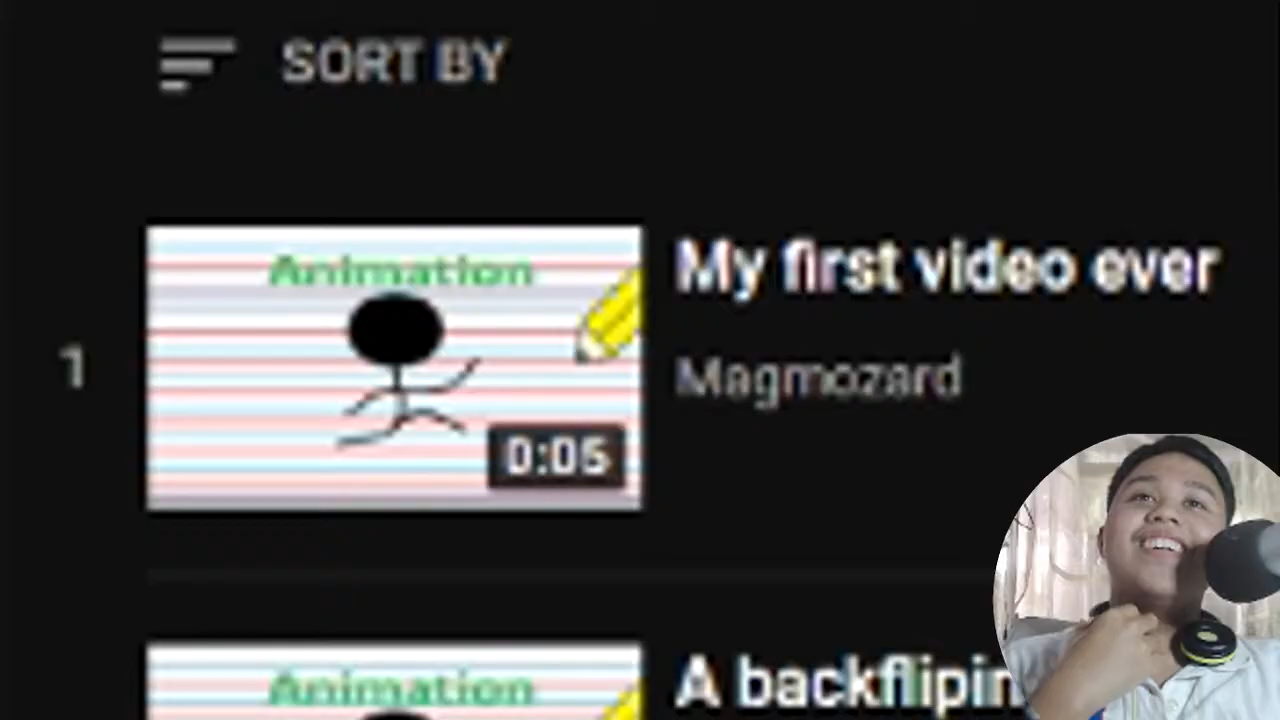 SORT BY
Animation
My first video ever
1
Magmozard
0:05
Animation
A backflipin